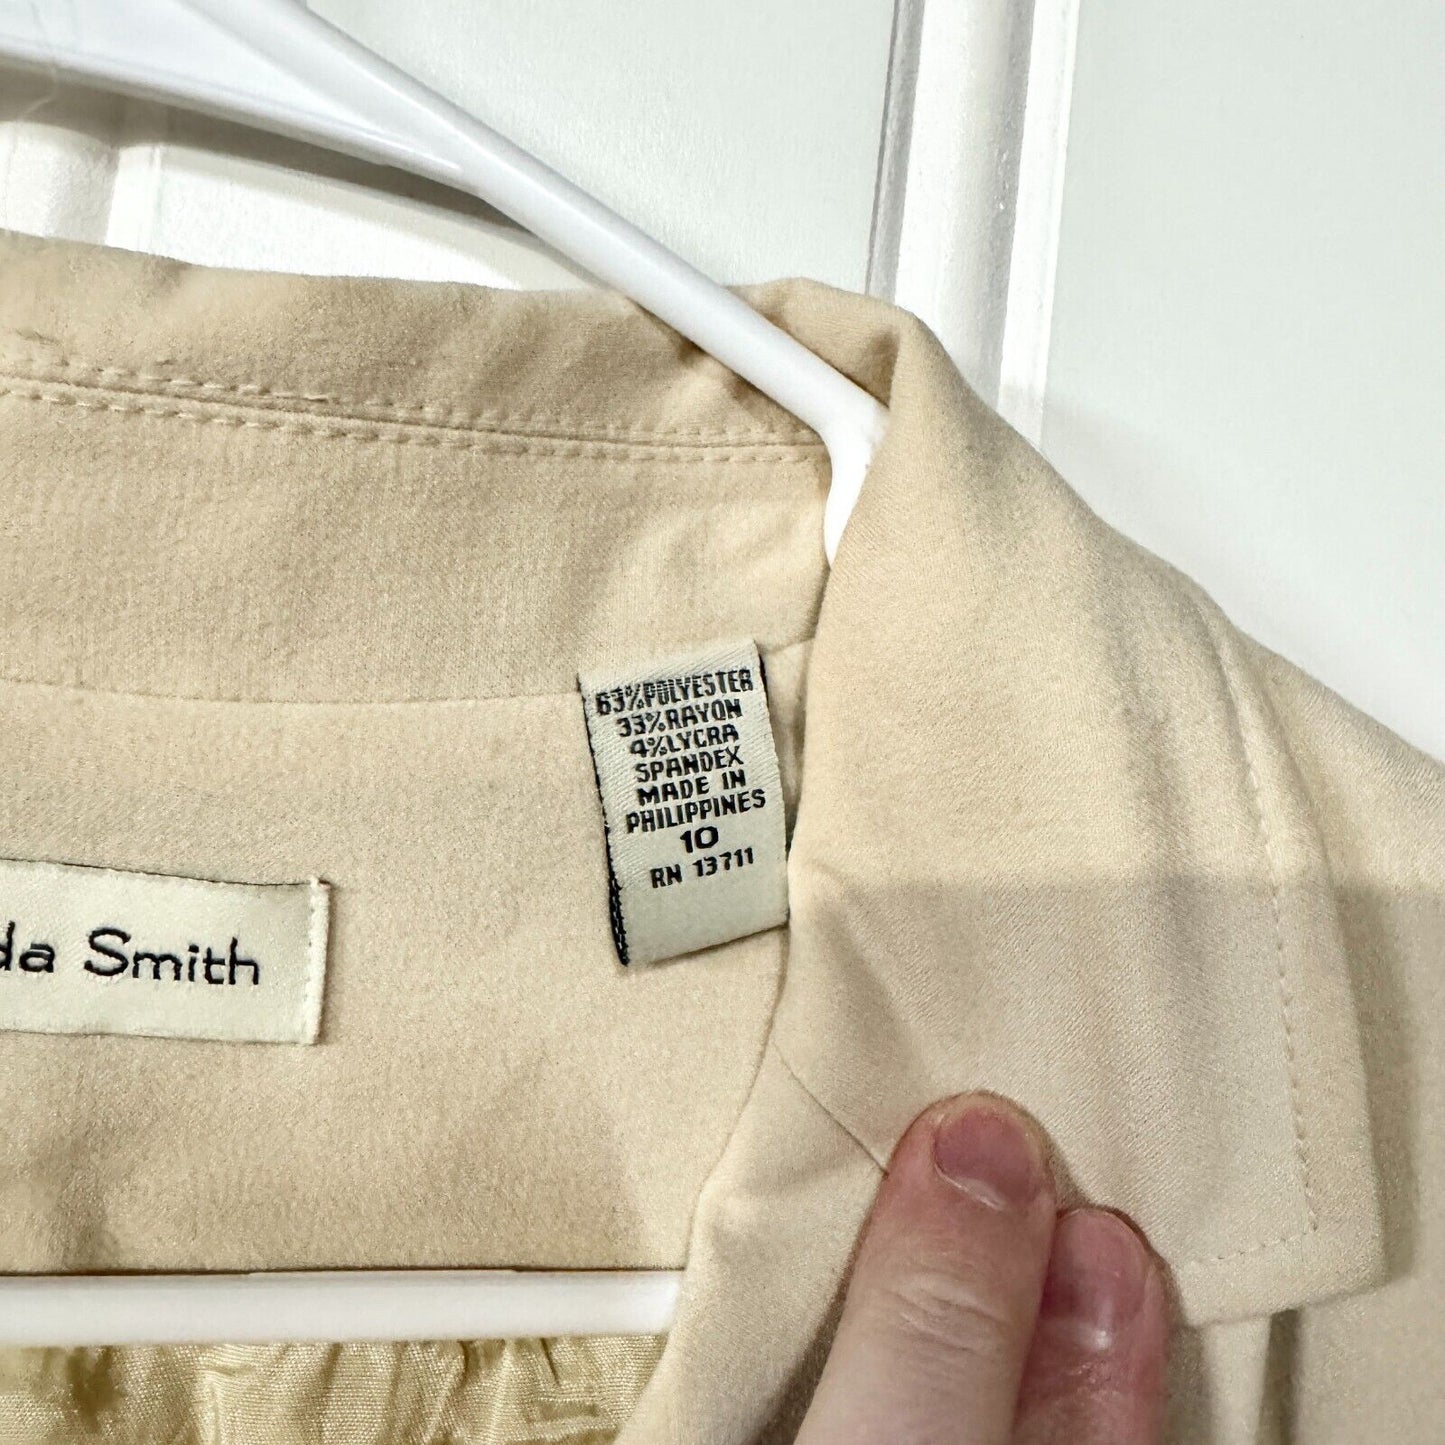 63%POLYESTER
33%RAYON
4%LYCRA
SPANDEX
MADE IN
PHILIPPINES
10
RN 13711
da Smith